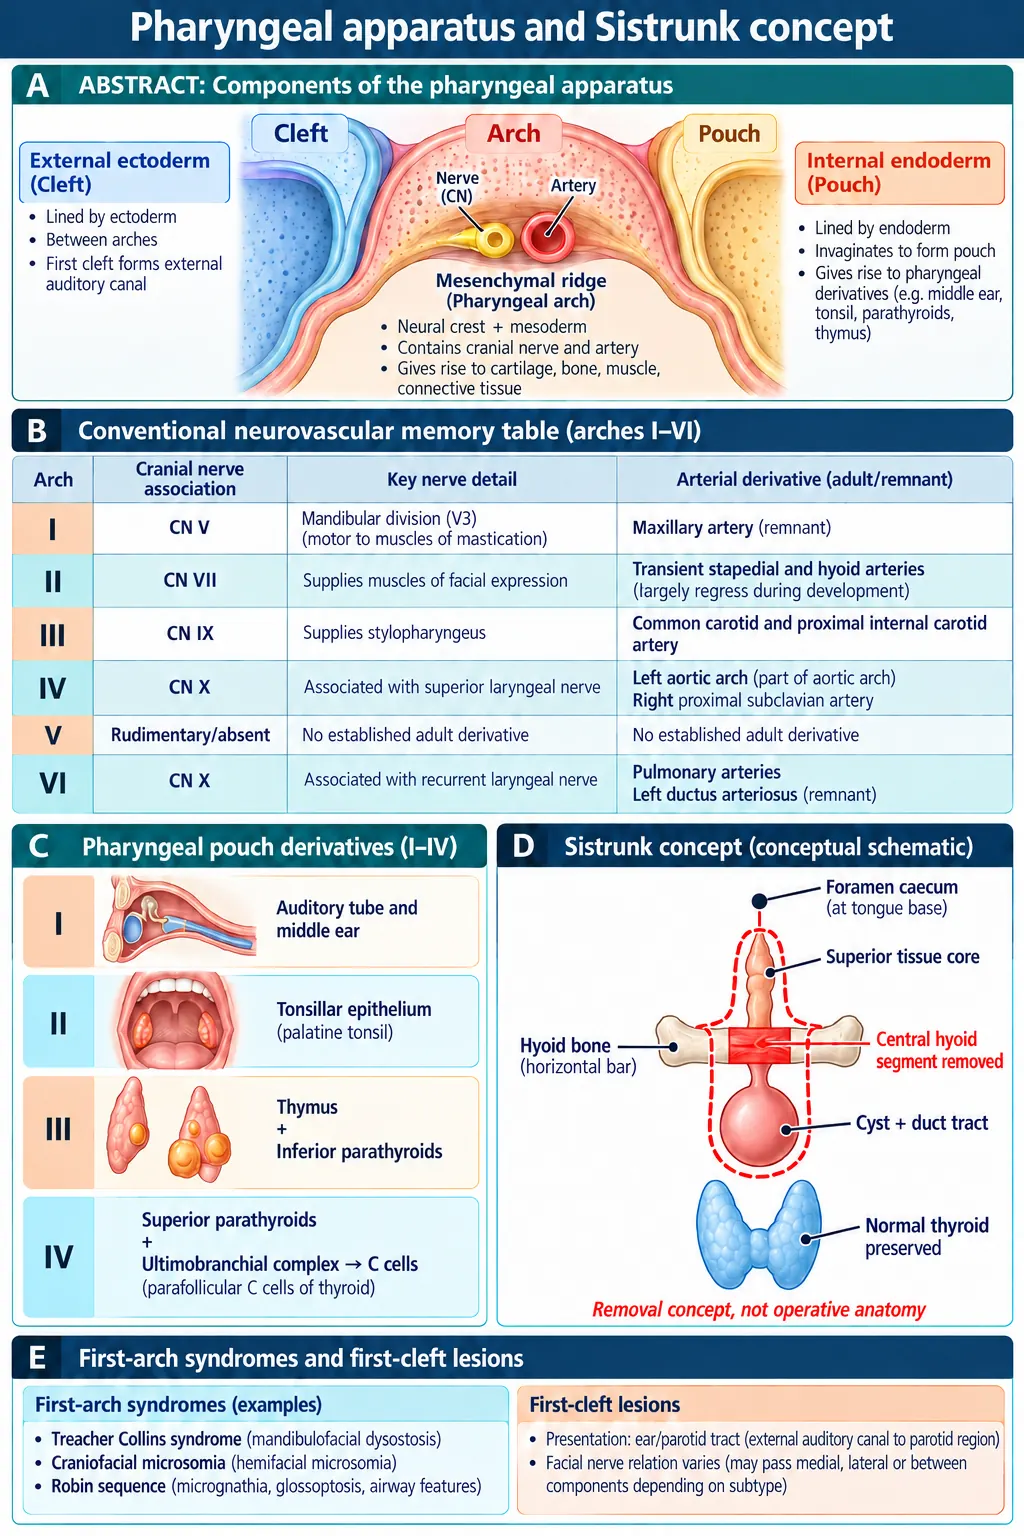 Pharyngeal apparatus and Sistrunk concept
A ABSTRACT: Components of the pharyngeal apparatus
External ectoderm
(Cleft)
• Lined by ectoderm
• Between arches
• First cleft forms external
auditory canal
Cleft
Arch
Pouch
Nerve
(CN)
Artery
Mesenchymal ridge
(Pharyngeal arch)
• Neural crest + mesoderm
• Contains cranial nerve and artery
• Gives rise to cartilage, bone, muscle,
connective tissue
Internal endoderm
(Pouch)
• Lined by endoderm
• Invaginates to form pouch
• Gives rise to pharyngeal
derivatives (e.g. middle ear,
tonsil, parathyroids,
thymus)
B Conventional neurovascular memory table (arches I–VI)
Arch
Cranial nerve
association
Key nerve detail
Arterial derivative (adult/remnant)
I
CN V
Mandibular division (V3)
(motor to muscles of mastication)
Maxillary artery (remnant)
II
CN VII
Supplies muscles of facial expression
Transient stapedial and hyoid arteries
(largely regress during development)
III
CN IX
Supplies stylopharyngeus
Common carotid and proximal internal carotid
artery
IV
CN X
Associated with superior laryngeal nerve
Left aortic arch (part of aortic arch)
Right proximal subclavian artery
V
Rudimentary/absent
No established adult derivative
No established adult derivative
VI
CN X
Associated with recurrent laryngeal nerve
Pulmonary arteries
Left ductus arteriosus (remnant)
C Pharyngeal pouch derivatives (I–IV)
I
Auditory tube and
middle ear
II
Tonsillar epithelium
(palatine tonsil)
III
Thymus
+
Inferior parathyroids
IV
Superior parathyroids
+
Ultimobranchial complex → C cells
(parafollicular C cells of thyroid)
D Sistrunk concept (conceptual schematic)
Foramen caecum
(at tongue base)
Superior tissue core
Hyoid bone
(horizontal bar)
Central hyoid
segment removed
Cyst + duct tract
Normal thyroid
preserved
Removal concept, not operative anatomy
E First-arch syndromes and first-cleft lesions
First-arch syndromes (examples)
• Treacher Collins syndrome (mandibulofacial dysostosis)
• Craniofacial microsomia (hemifacial microsomia)
• Robin sequence (micrognathia, glossoptosis, airway features)
First-cleft lesions
• Presentation: ear/parotid tract (external auditory canal to parotid region)
• Facial nerve relation varies (may pass medial, lateral or between
components depending on subtype)